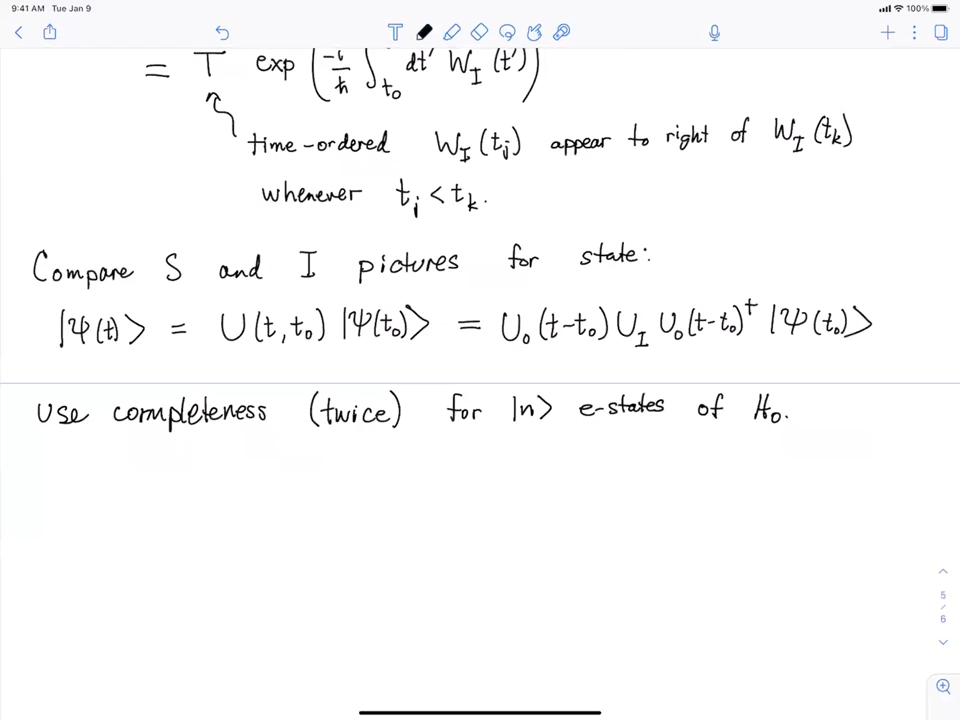 9:41 AM Tue Jan 9
100%
T
= T exp(-i/ħ ∫_{t₀} dt' W_I(t'))
time-ordered W_I(t_j) appear to right of W_I(t_k)
whenever t_j < t_k.
Compare S and I pictures for state:
|Ψ(t)⟩ = U(t,t₀)|Ψ(t₀)⟩ = U₀(t-t₀) U_I U₀(t-t₀)† |Ψ(t₀)⟩
Use completeness (twice) for |n⟩ e-states of H₀.
5
/
6